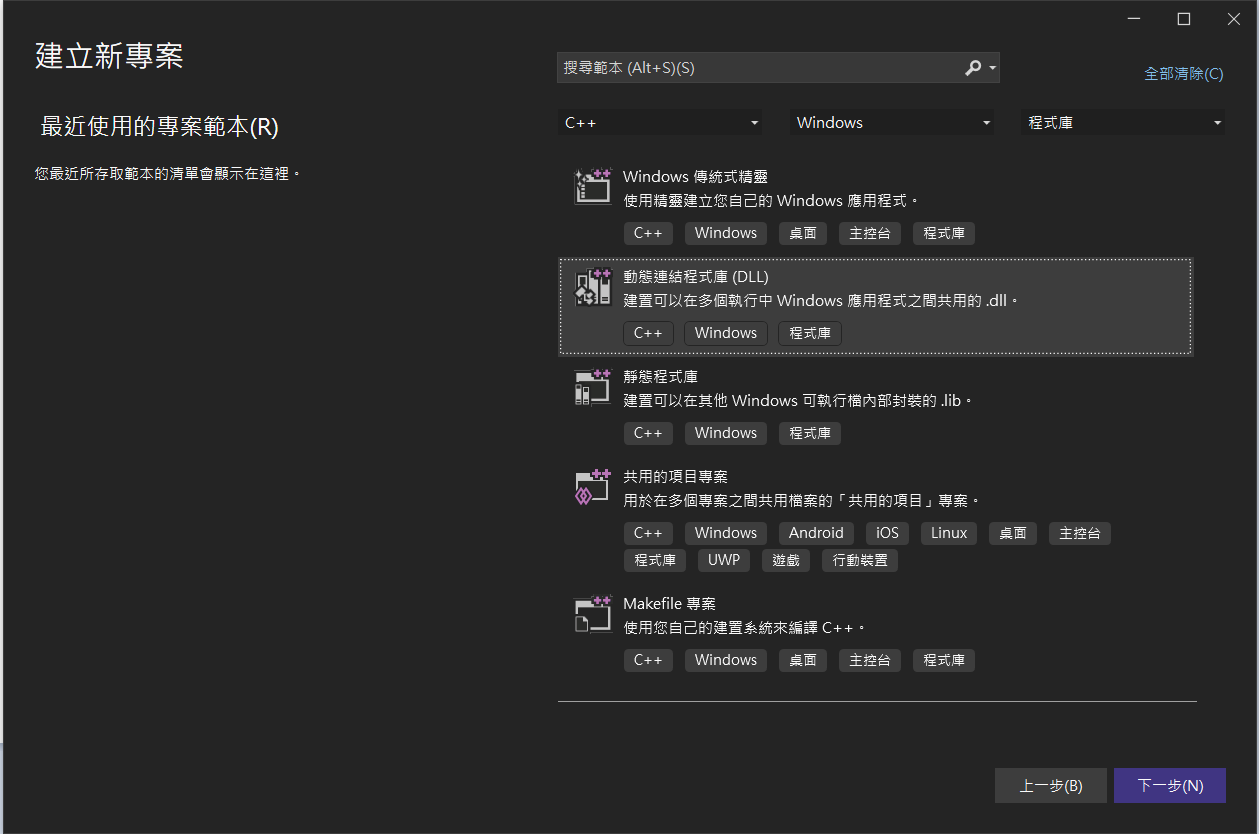 建立新專案
搜尋範本 (Alt+S)(S)
全部清除(C)
最近使用的專案範本(R)
您最近所存取範本的清單會顯示在這裡。
C++ Windows 程式庫
Windows 傳統式精靈
使用精靈建立您自己的 Windows 應用程式。
C++ Windows 桌面 主控台 程式庫
動態連結程式庫 (DLL)
建置可以在多個執行中 Windows 應用程式之間共用的 .dll。
C++ Windows 程式庫
靜態程式庫
建置可以在其他 Windows 可執行檔內部封裝的 .lib。
C++ Windows 程式庫
共用的項目專案
用於在多個專案之間共用檔案的「共用的項目」專案。
C++ Windows Android iOS Linux 桌面 主控台
程式庫 UWP 遊戲 行動裝置
Makefile 專案
使用您自己的建置系統來編譯 C++。
C++ Windows 桌面 主控台 程式庫
上一步(B) 下一步(N)